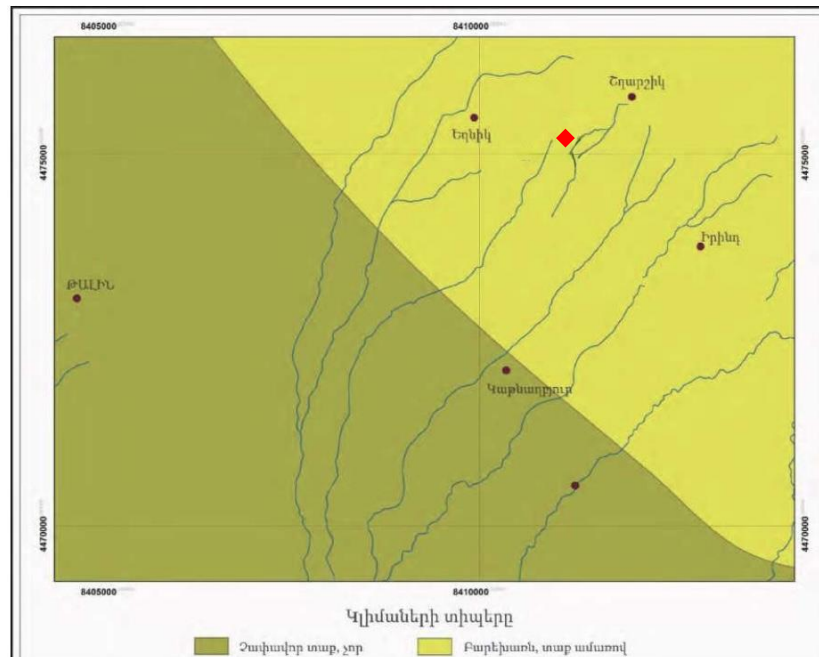 8405000 8410000
Շղարշիկ
Եղնիկ
4475000 4475000
Իրինդ
ԹԱԼԻՆ
Կաթնաղբյուր
4470000 4470000
8405000 8410000
Կլիմաների տիպերը
Չափավոր տաք, չոր Բարեխառն, տաք ամառով